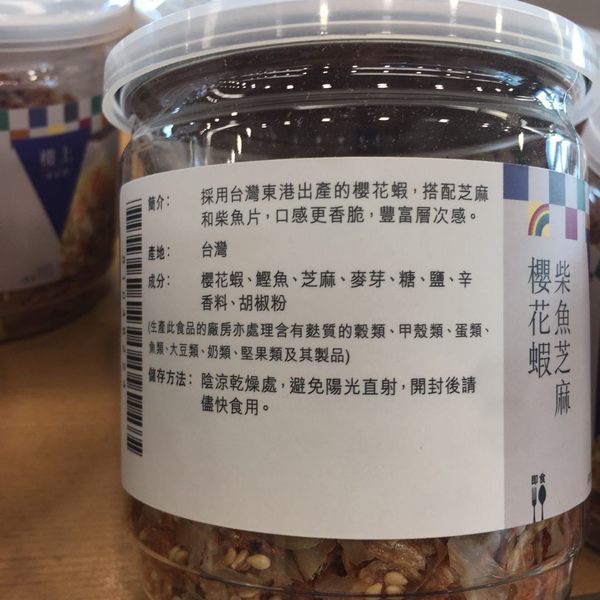 簡介： 採用台灣東港出產的櫻花蝦，搭配芝麻
和柴魚片，口感更香脆，豐富層次感。
產地： 台灣
成分： 櫻花蝦、鰹魚、芝麻、麥芽、糖、鹽、辛
香料、胡椒粉
(生產此食品的廠房亦處理含有麩質的穀類、甲殼類、蛋類、
魚類、大豆類、奶類、堅果類及其製品)
儲存方法： 陰涼乾燥處，避免陽光直射，開封後請
儘快食用。
柴魚芝麻
櫻花蝦
即食
樓上